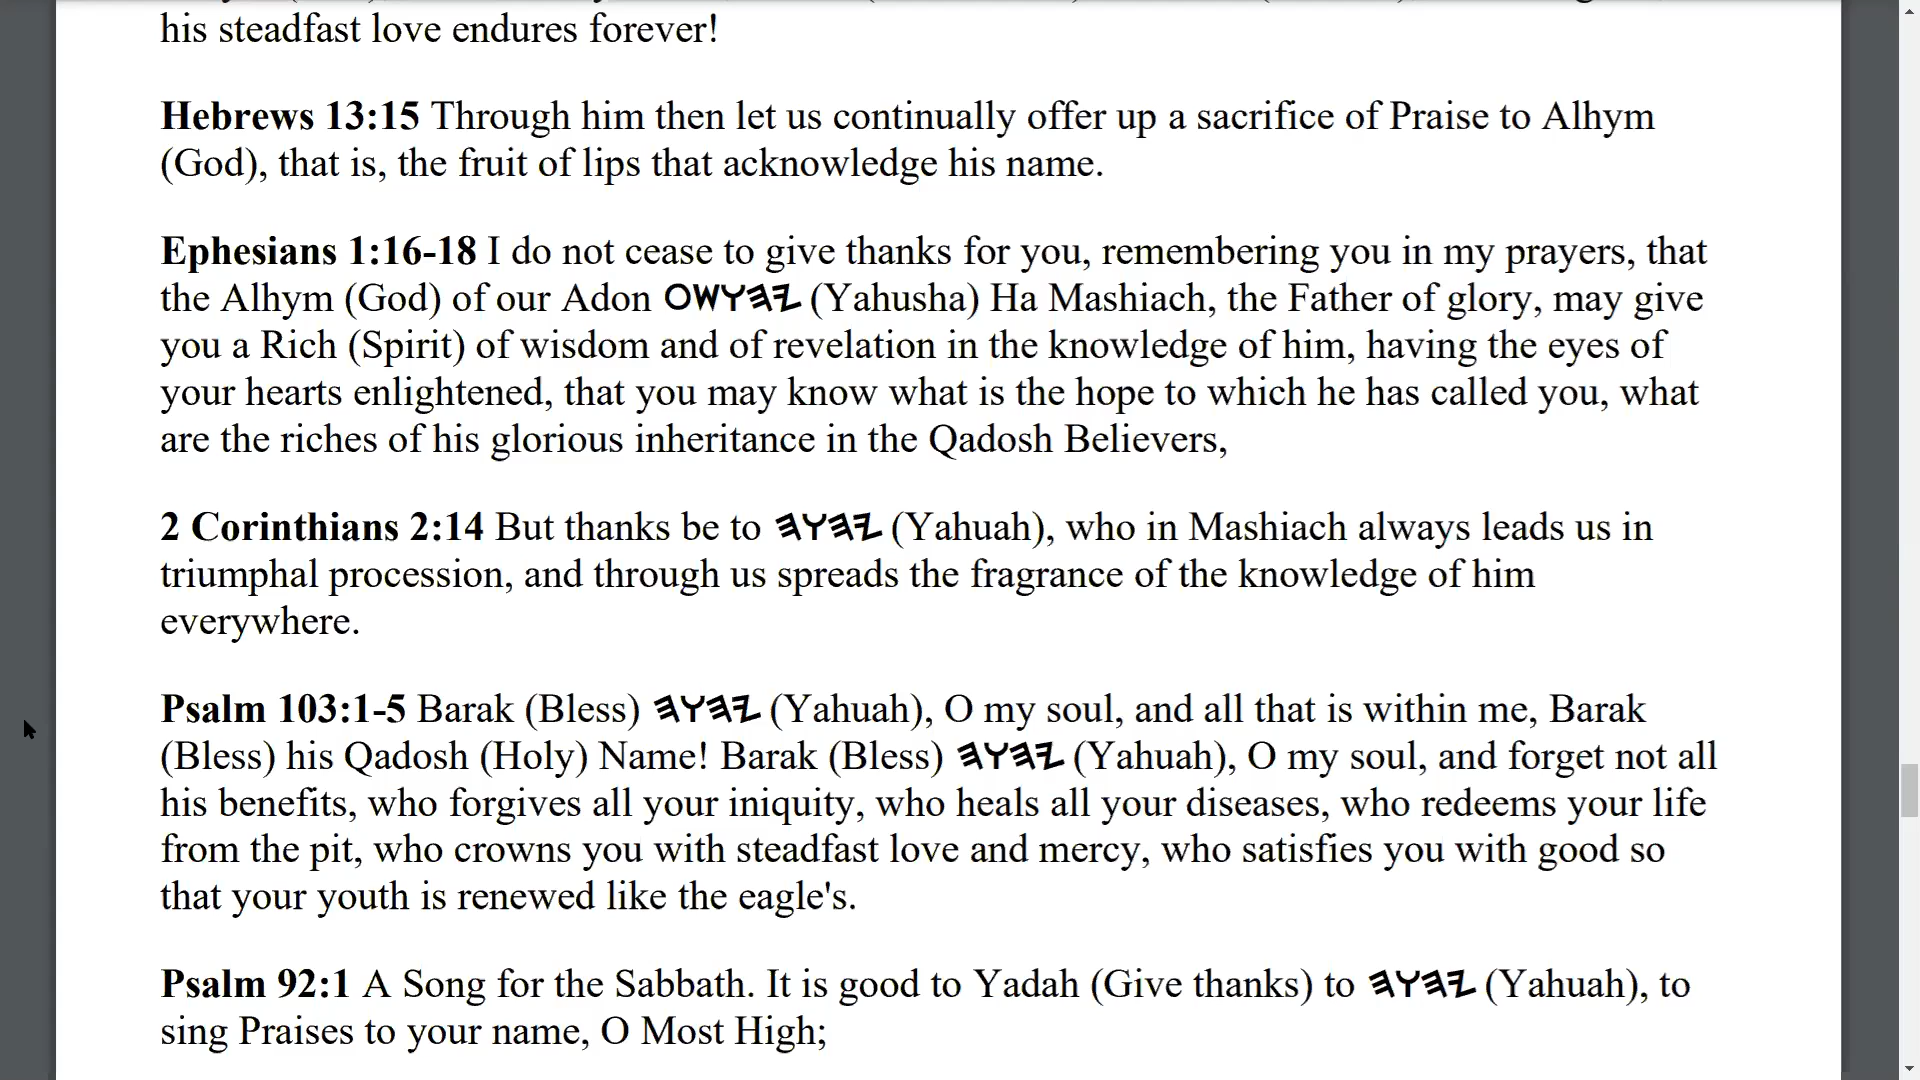 his steadfast love endures forever!
Hebrews 13:15 Through him then let us continually offer up a sacrifice of Praise to Alhym
(God), that is, the fruit of lips that acknowledge his name.
Ephesians 1:16-18 I do not cease to give thanks for you, remembering you in my prayers, that
the Alhym (God) of our Adon 𐤉𐤄𐤅𐤔𐤏 (Yahusha) Ha Mashiach, the Father of glory, may give
you a Rich (Spirit) of wisdom and of revelation in the knowledge of him, having the eyes of
your hearts enlightened, that you may know what is the hope to which he has called you, what
are the riches of his glorious inheritance in the Qadosh Believers,
2 Corinthians 2:14 But thanks be to 𐤉𐤄𐤅𐤄 (Yahuah), who in Mashiach always leads us in
triumphal procession, and through us spreads the fragrance of the knowledge of him
everywhere.
Psalm 103:1-5 Barak (Bless) 𐤉𐤄𐤅𐤄 (Yahuah), O my soul, and all that is within me, Barak
(Bless) his Qadosh (Holy) Name! Barak (Bless) 𐤉𐤄𐤅𐤄 (Yahuah), O my soul, and forget not all
his benefits, who forgives all your iniquity, who heals all your diseases, who redeems your life
from the pit, who crowns you with steadfast love and mercy, who satisfies you with good so
that your youth is renewed like the eagle's.
Psalm 92:1 A Song for the Sabbath. It is good to Yadah (Give thanks) to 𐤉𐤄𐤅𐤄 (Yahuah), to
sing Praises to your name, O Most High;